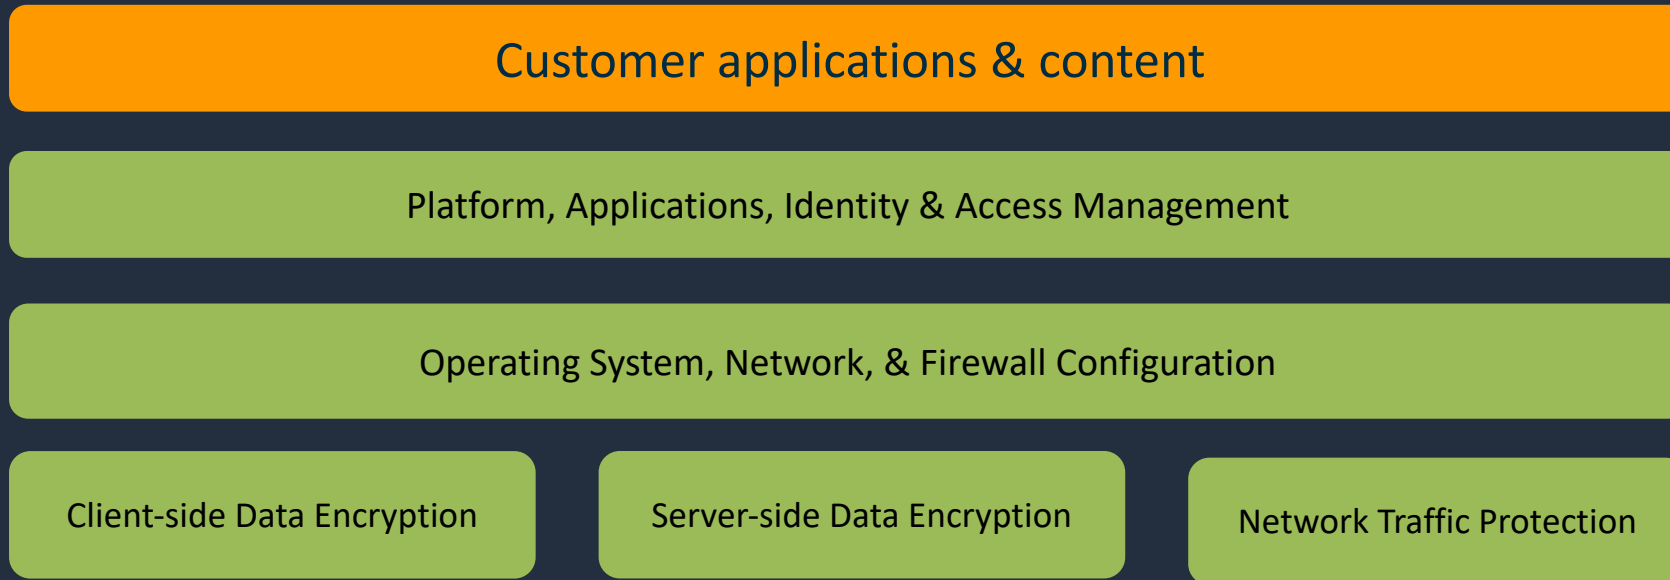 Customer applications & content
Platform, Applications, Identity & Access Management
Operating System, Network, & Firewall Configuration
Client-side Data Encryption
Server-side Data Encryption
Network Traffic Protection